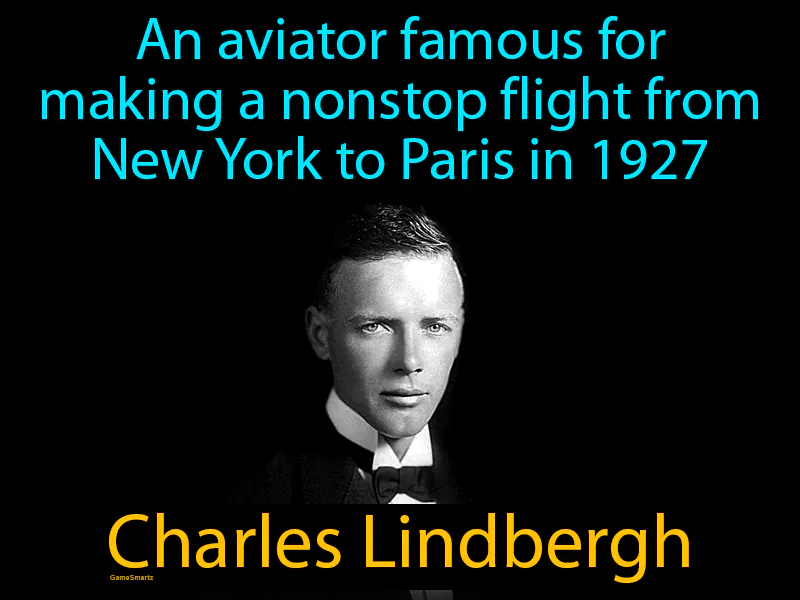 An aviator famous for
making a nonstop flight from
New York to Paris in 1927
Charles Lindbergh
GameSmartz